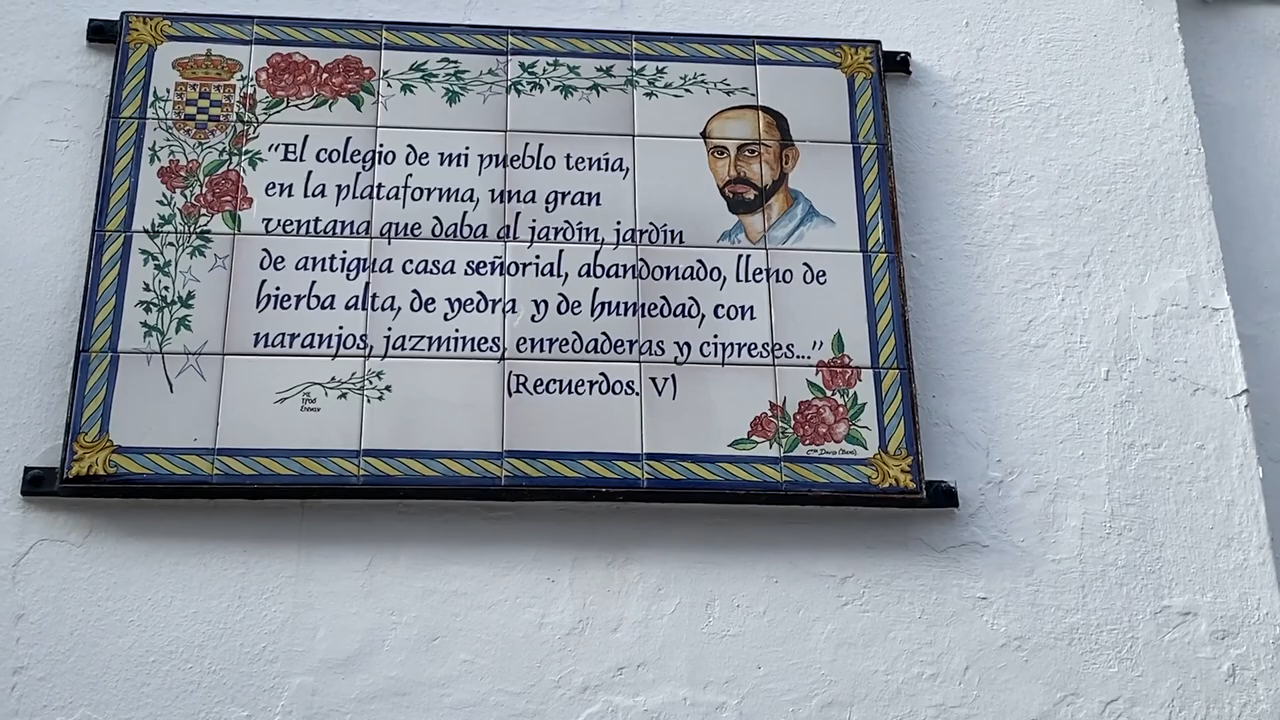 “El colegio de mi pueblo tenía,
en la plataforma, una gran
ventana que daba al jardín, jardín
de antigua casa señorial, abandonado, lleno de
hierba alta, de yedra y de humedad, con
naranjos, jazmines, enredaderas y cipreses...”
(Recuerdos. V)